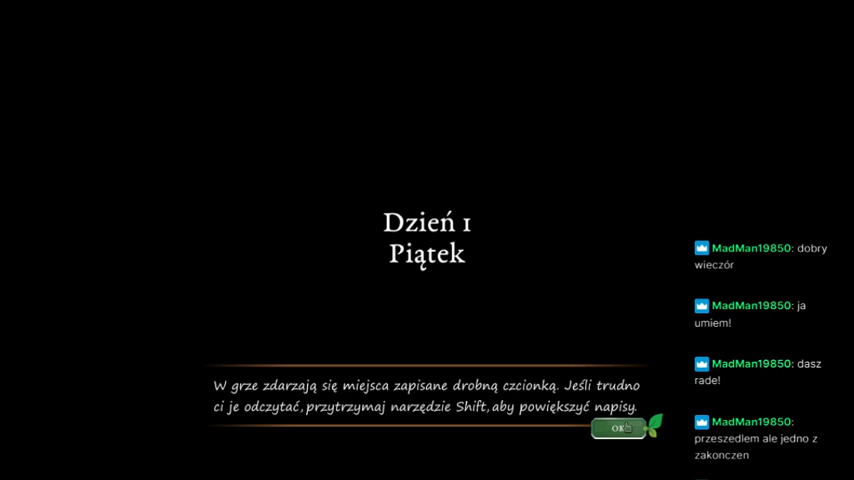 Dzień 1
Piątek
W grze zdarzają się miejsca zapisane drobną czcionką. Jeśli trudno
ci je odczytać, przytrzymaj narzędzie Shift, aby powiększyć napisy.
OK
MadMan19850: dobry
wieczór
MadMan19850: ja
umiem!
MadMan19850: dasz
rade!
MadMan19850:
przeszedlem ale jedno z
zakonczen